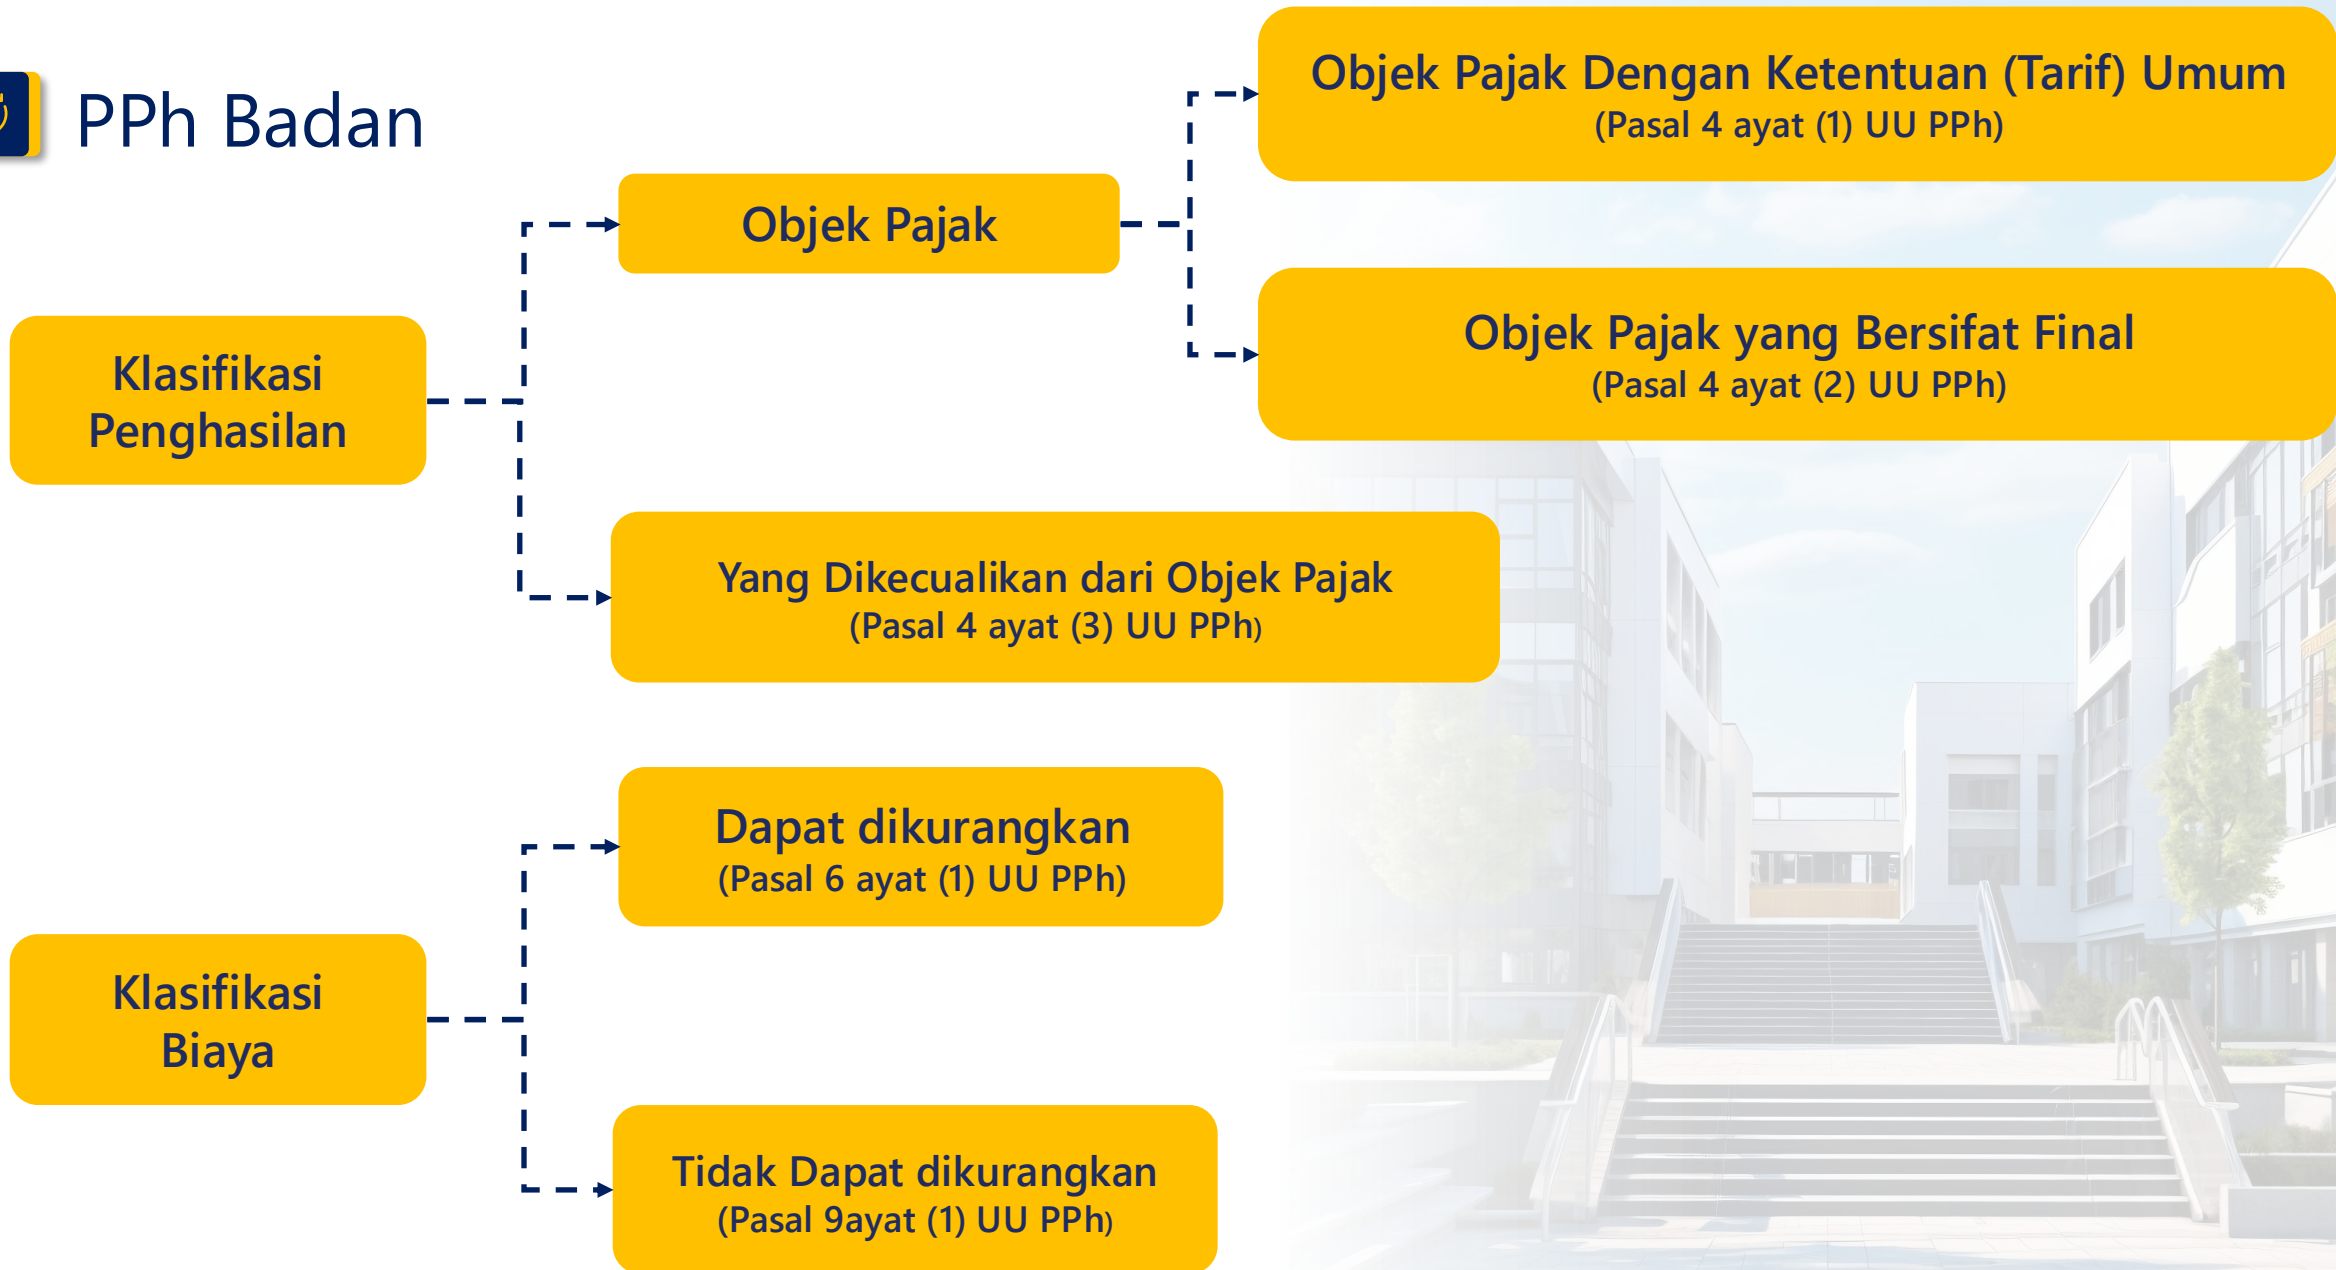 PPh Badan
Objek Pajak Dengan Ketentuan (Tarif) Umum
(Pasal 4 ayat (1) UU PPh)
Objek Pajak
Objek Pajak yang Bersifat Final
(Pasal 4 ayat (2) UU PPh)
Klasifikasi
Penghasilan
Yang Dikecualikan dari Objek Pajak
(Pasal 4 ayat (3) UU PPh)
Dapat dikurangkan
(Pasal 6 ayat (1) UU PPh)
Klasifikasi
Biaya
Tidak Dapat dikurangkan
(Pasal 9ayat (1) UU PPh)